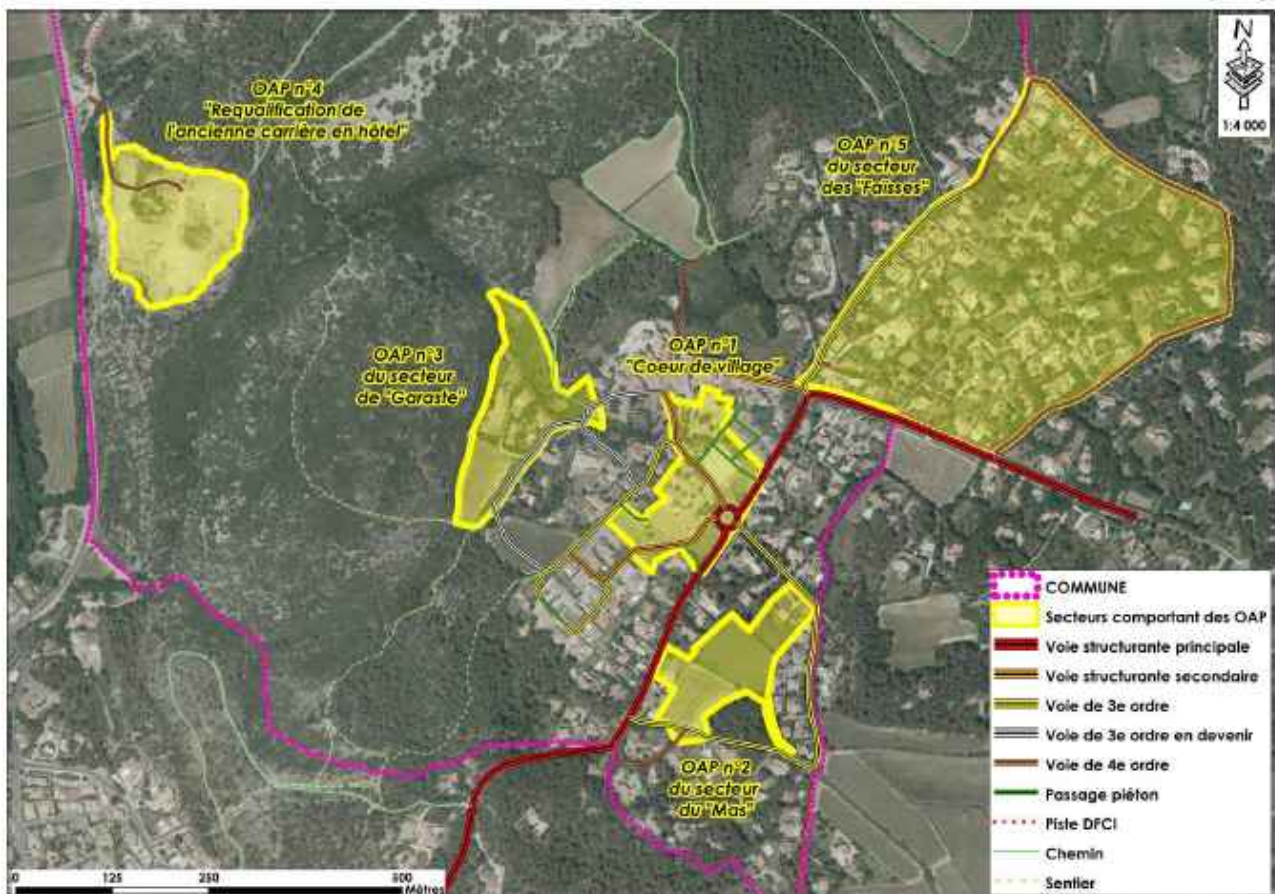 OAP n°4
"Requalification de
l'ancienne carrière en hôtel"
N
1:4 000
OAP n°5
du secteur
des "Faïsses"
OAP n°1
"Coeur de village"
OAP n°3
du secteur
de "Garaste"
OAP n°2
du secteur
du "Mas"
COMMUNE
Secteurs comportant des OAP
Voie structurante principale
Voie structurante secondaire
Voie de 3e ordre
Voie de 3e ordre en devenir
Voie de 4e ordre
Passage piéton
Piste DFCI
Chemin
Sentier
0 125 250 500
Mètres